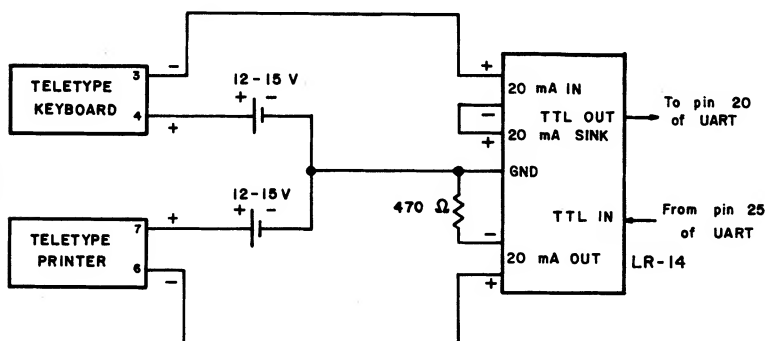 TELETYPE
KEYBOARD
3
4
−
+
12-15 V
+ −
TELETYPE
PRINTER
7
6
+
−
12-15 V
+ −
470 Ω
+
20 mA IN
−
TTL OUT
+
20 mA SINK
GND
TTL IN
−
20 mA OUT
+
LR-14
To pin 20
of UART
From pin 25
of UART